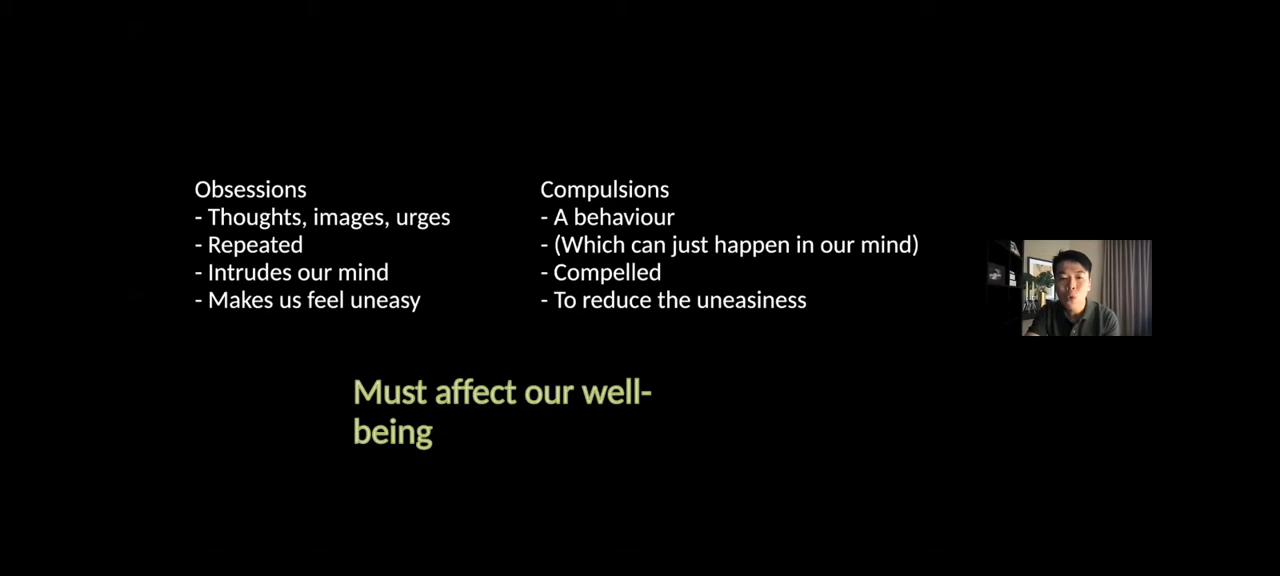 Obsessions
- Thoughts, images, urges
- Repeated
- Intrudes our mind
- Makes us feel uneasy
Compulsions
- A behaviour
- (Which can just happen in our mind)
- Compelled
- To reduce the uneasiness
Must affect our well-
being